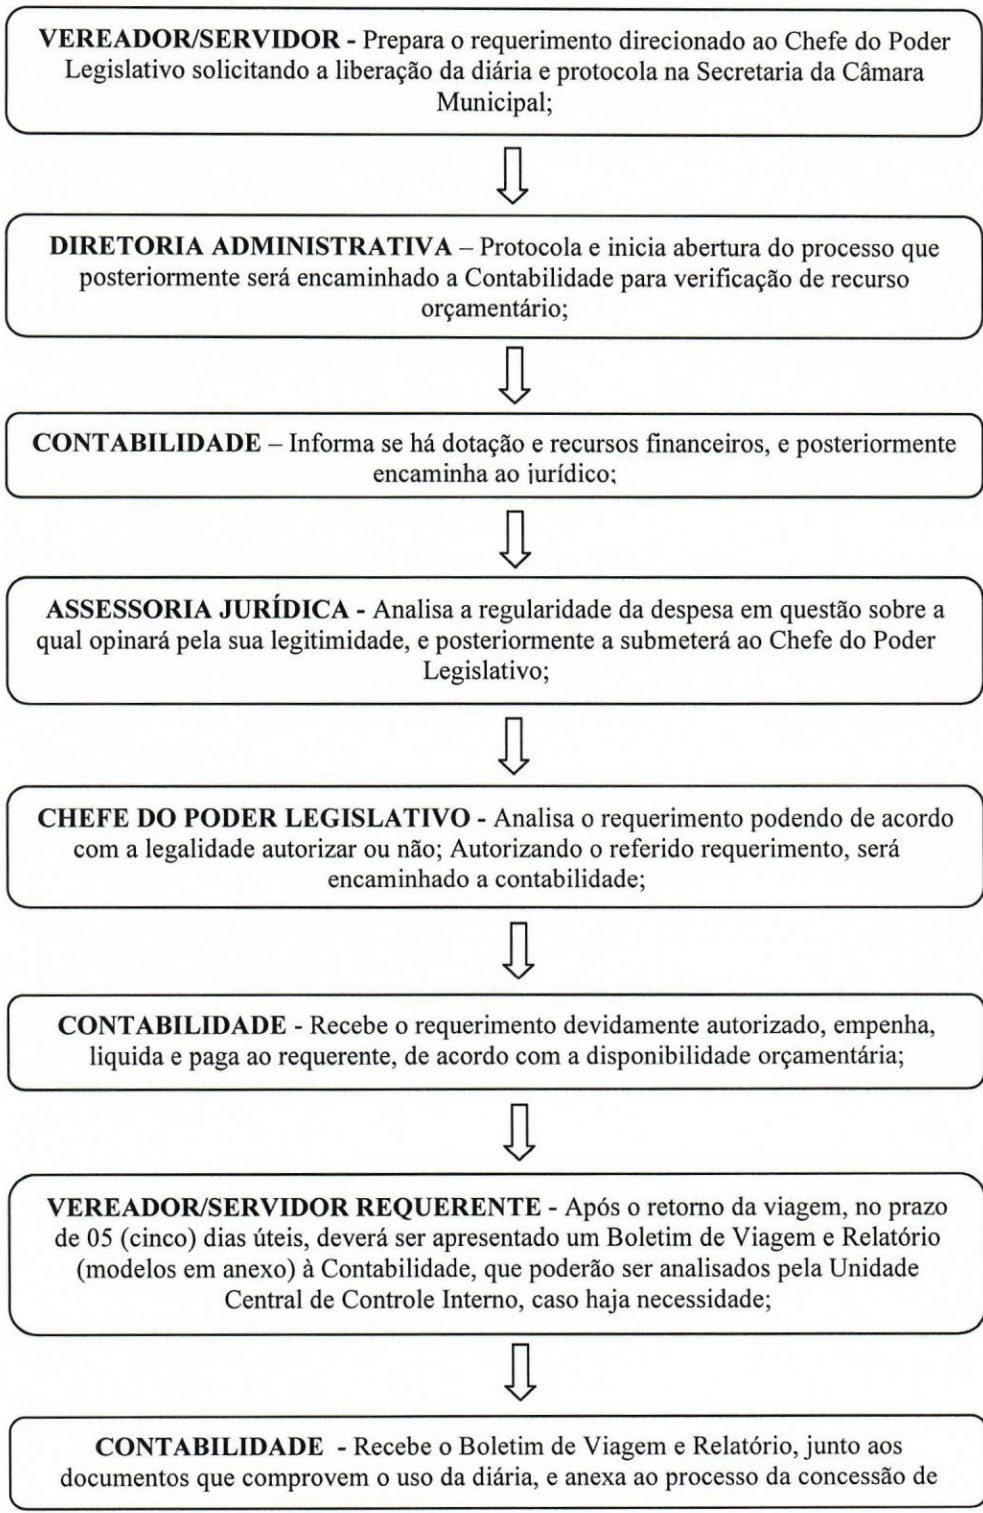 VEREADOR/SERVIDOR - Prepara o requerimento direcionado ao Chefe do Poder
Legislativo solicitando a liberação da diária e protocola na Secretaria da Câmara
Municipal;
DIRETORIA ADMINISTRATIVA – Protocola e inicia abertura do processo que
posteriormente será encaminhado a Contabilidade para verificação de recurso
orçamentário;
CONTABILIDADE – Informa se há dotação e recursos financeiros, e posteriormente
encaminha ao jurídico;
ASSESSORIA JURÍDICA - Analisa a regularidade da despesa em questão sobre a
qual opinará pela sua legitimidade, e posteriormente a submeterá ao Chefe do Poder
Legislativo;
CHEFE DO PODER LEGISLATIVO - Analisa o requerimento podendo de acordo
com a legalidade autorizar ou não; Autorizando o referido requerimento, será
encaminhado a contabilidade;
CONTABILIDADE - Recebe o requerimento devidamente autorizado, empenha,
liquida e paga ao requerente, de acordo com a disponibilidade orçamentária;
VEREADOR/SERVIDOR REQUERENTE - Após o retorno da viagem, no prazo
de 05 (cinco) dias úteis, deverá ser apresentado um Boletim de Viagem e Relatório
(modelos em anexo) à Contabilidade, que poderão ser analisados pela Unidade
Central de Controle Interno, caso haja necessidade;
CONTABILIDADE - Recebe o Boletim de Viagem e Relatório, junto aos
documentos que comprovem o uso da diária, e anexa ao processo da concessão de